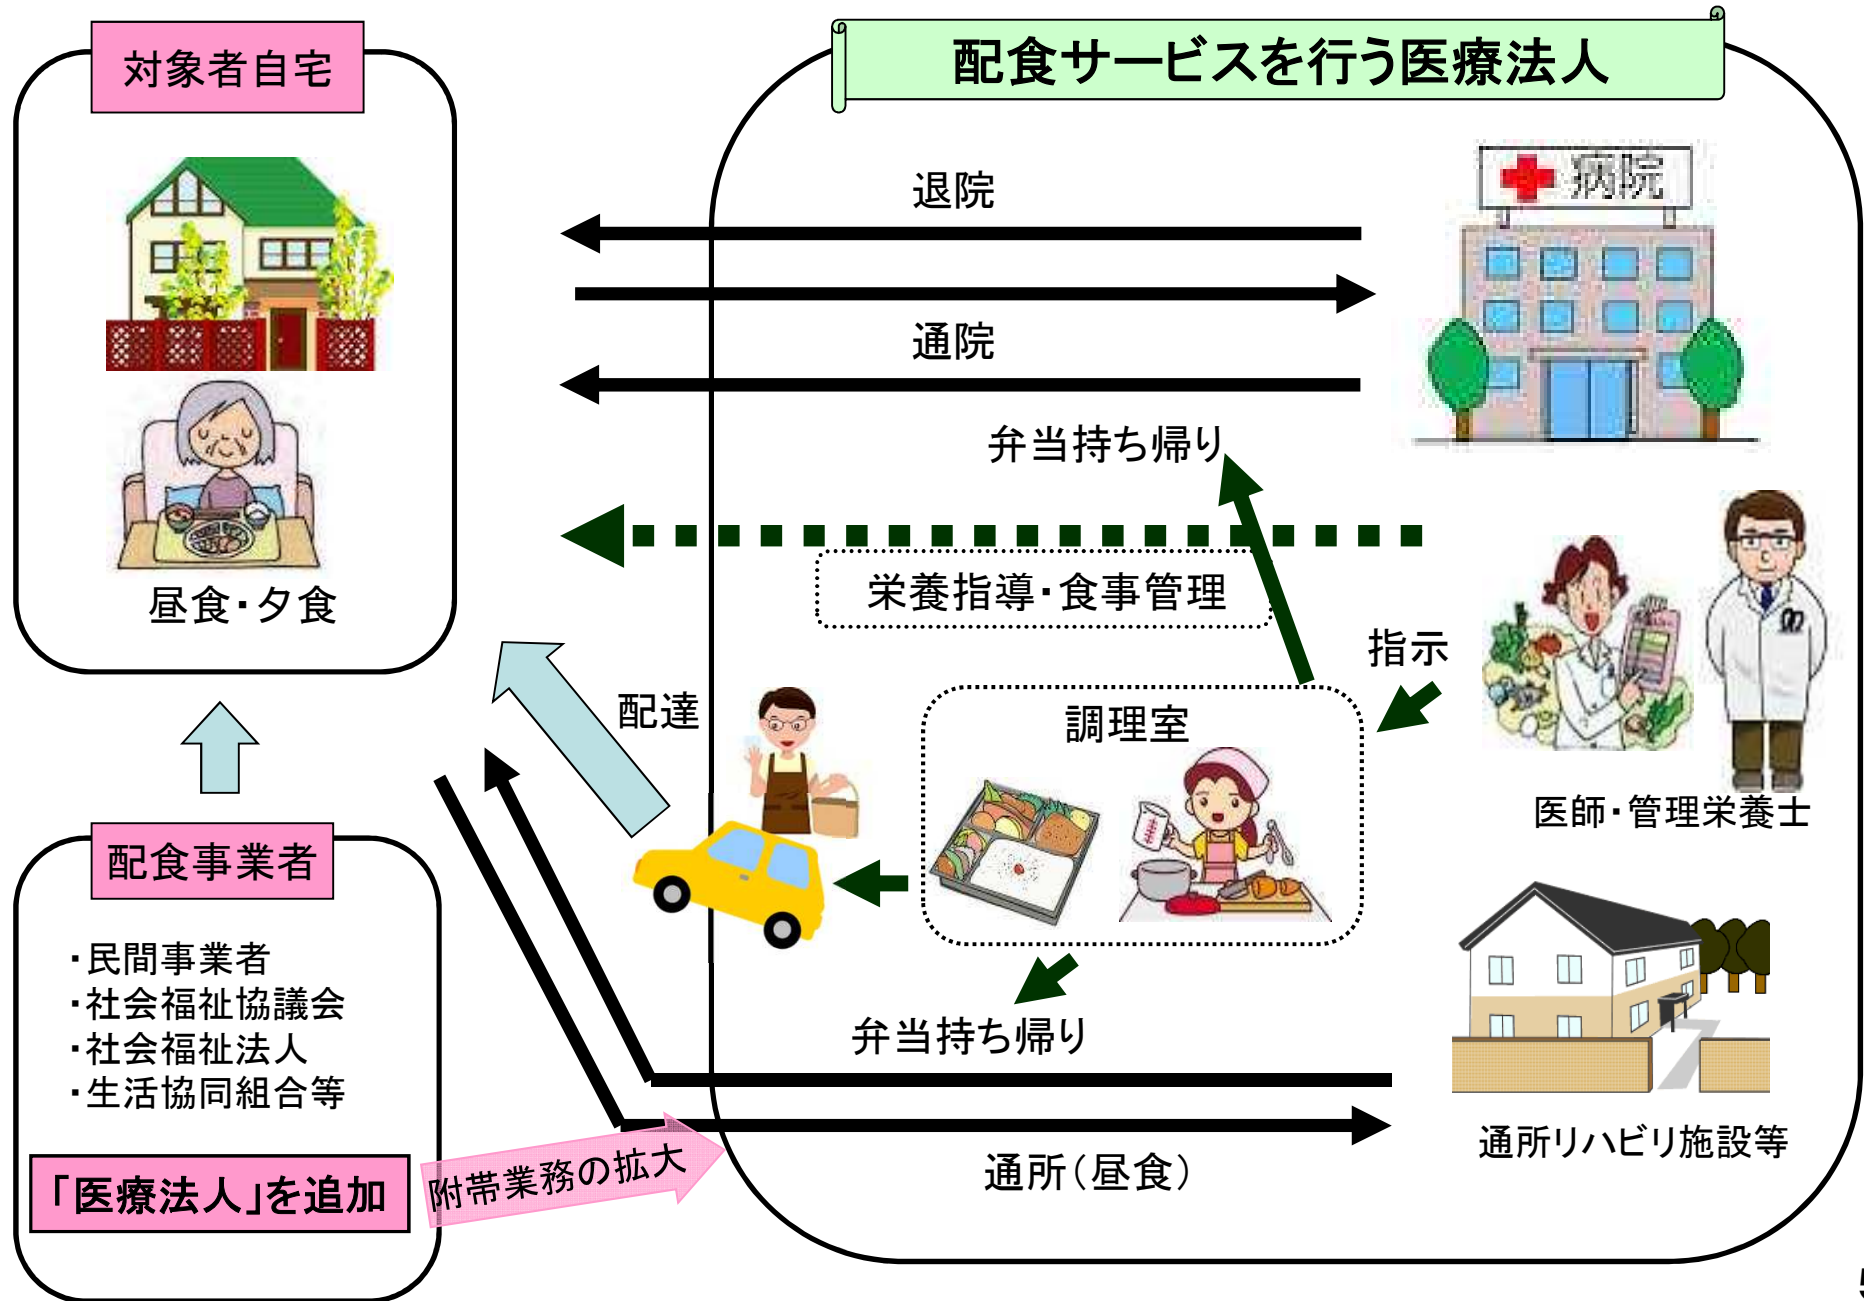 対象者自宅
昼食・夕食
配食サービスを行う医療法人
病院
退院
通院
弁当持ち帰り
栄養指導・食事管理
指示
配達
調理室
医師・管理栄養士
配食事業者
・民間事業者
・社会福祉協議会
・社会福祉法人
・生活協同組合等
「医療法人」を追加
附帯業務の拡大
弁当持ち帰り
通所(昼食)
通所リハビリ施設等